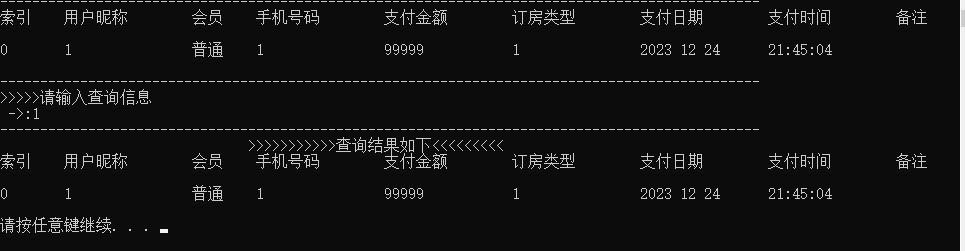 -----------------------------------------------------------------------------------------------
索引    用户昵称        会员    手机号码        支付金额        订房类型        支付日期        支付时间        备注
0       1               普通    1               99999           1               2023 12 24      21:45:04
-----------------------------------------------------------------------------------------------
>>>>>请输入查询信息
 ->:1
-----------------------------------------------------------------------------------------------
>>>>>>>>>>>查询结果如下<<<<<<<<<
索引    用户昵称        会员    手机号码        支付金额        订房类型        支付日期        支付时间        备注
0       1               普通    1               99999           1               2023 12 24      21:45:04
请按任意键继续. . .